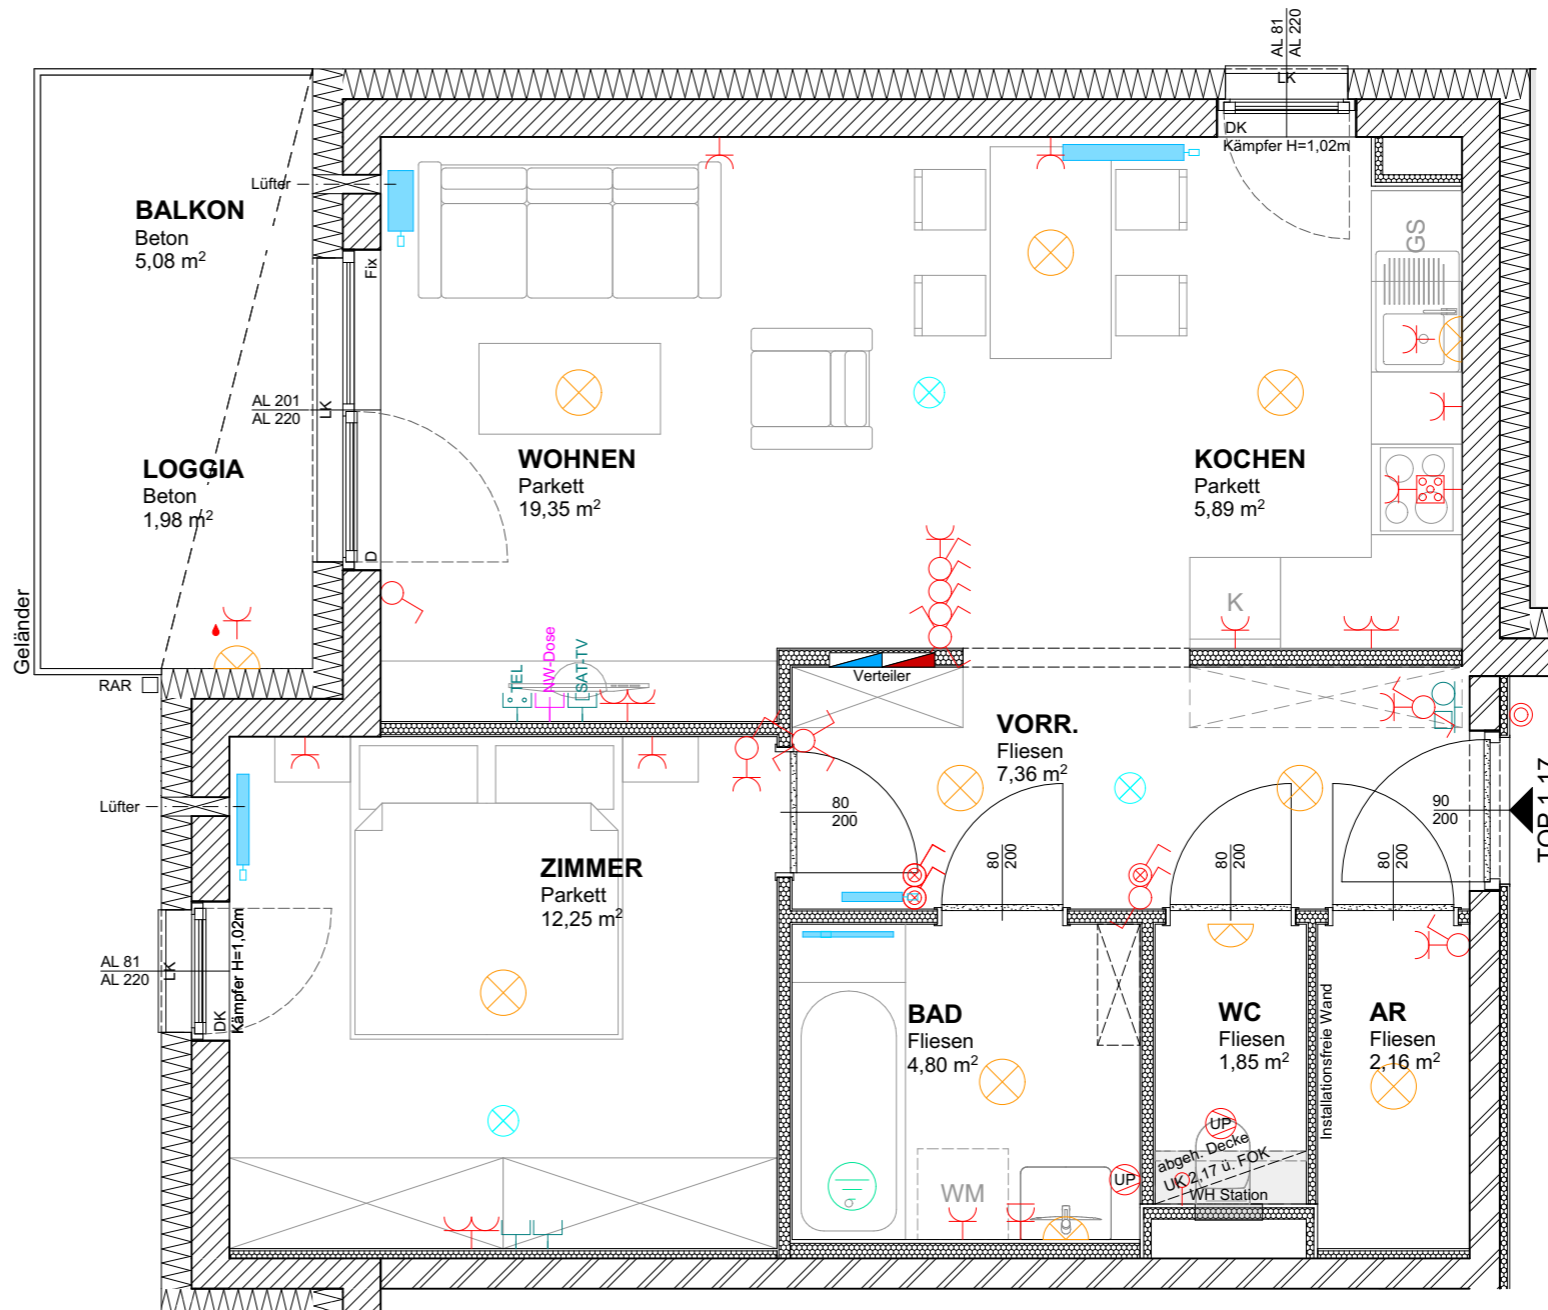 AL 81
AL 220
LK
DK
Kämpfer H=1,02m
Lüfter
BALKON
Beton
5,08 m²
Fix
GS
AL 201
AL 220
LK
LOGGIA
Beton
1,98 m²
WOHNEN
Parkett
19,35 m²
KOCHEN
Parkett
5,89 m²
D
K
Geländer
RAR
TEL
NW-Dose
SAT-TV
Verteiler
VORR.
Fliesen
7,36 m²
Lüfter
80
200
80
200
80
200
80
200
90
200
TOP 1.17
ZIMMER
Parkett
12,25 m²
AL 81
AL 220
LK
DK
Kämpfer H=1,02m
BAD
Fliesen
4,80 m²
WC
Fliesen
1,85 m²
Installationsfreie Wand
AR
Fliesen
2,16 m²
UP
abgeh. Decke
UK 2,17 ü. FOK
WH Station
UP
WM